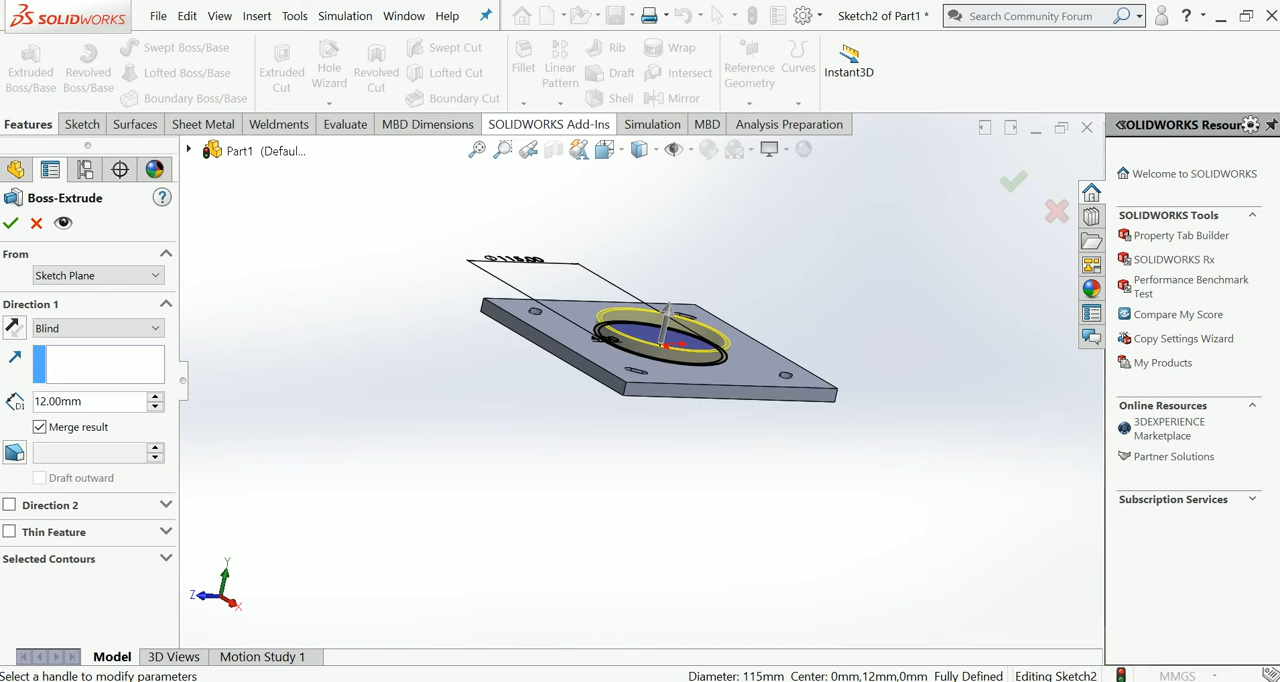 SOLIDWORKS
File Edit View Insert Tools Simulation Window Help
Sketch2 of Part1 *
Search Community Forum
?
Extruded Boss/Base
Revolved Boss/Base
Swept Boss/Base
Lofted Boss/Base
Boundary Boss/Base
Extruded Cut
Hole Wizard
Revolved Cut
Swept Cut
Lofted Cut
Boundary Cut
Fillet
Linear Pattern
Rib
Draft
Shell
Wrap
Intersect
Mirror
Reference Geometry
Curves
Instant3D
Features Sketch Surfaces Sheet Metal Weldments Evaluate MBD Dimensions SOLIDWORKS Add-Ins Simulation MBD Analysis Preparation
Part1 (Defaul...
Boss-Extrude
?
From
Sketch Plane
Direction 1
Blind
D1
12.00mm
Merge result
Draft outward
Direction 2
Thin Feature
Selected Contours
Y
Z
X
SOLIDWORKS Resour
Welcome to SOLIDWORKS
SOLIDWORKS Tools
Property Tab Builder
SOLIDWORKS Rx
Performance Benchmark
Test
Compare My Score
Copy Settings Wizard
My Products
Online Resources
3DEXPERIENCE
Marketplace
Partner Solutions
Subscription Services
Model 3D Views Motion Study 1
Select a handle to modify parameters
Diameter: 115mm Center: 0mm,12mm,0mm Fully Defined Editing Sketch2 MMGS -